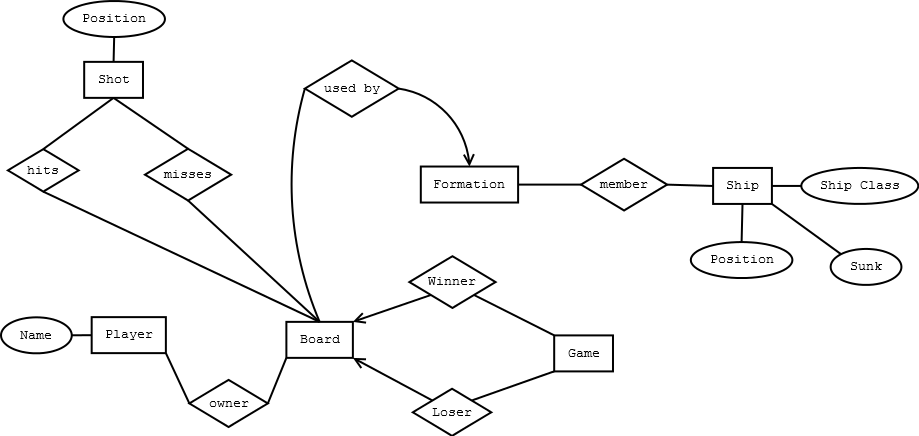 Position
Shot
used by
hits
misses
Formation
member
Ship
Ship Class
Position
Sunk
Winner
Name
Player
Board
Game
owner
Loser